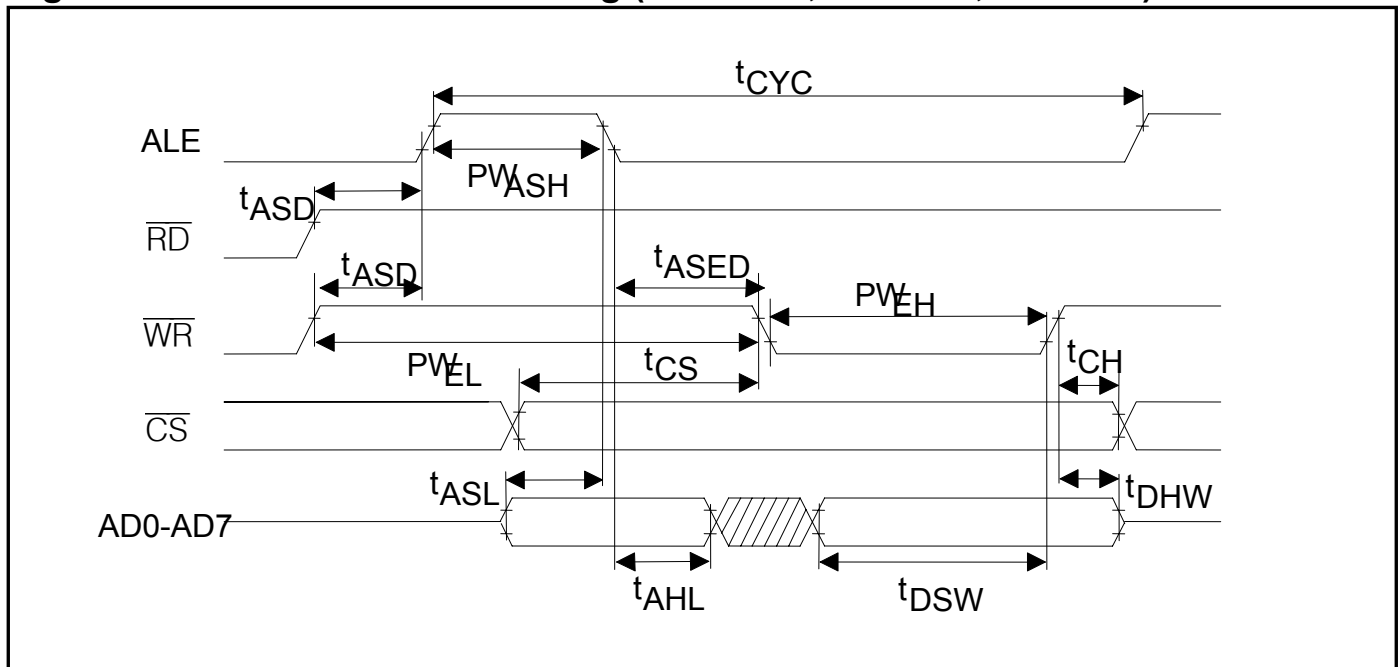 tCYC
ALE
PWASH
tASD
RD
tASD
tASED
PWEH
WR
PWEL
tCS
tCH
CS
tASL
tDHW
AD0-AD7
tAHL
tDSW